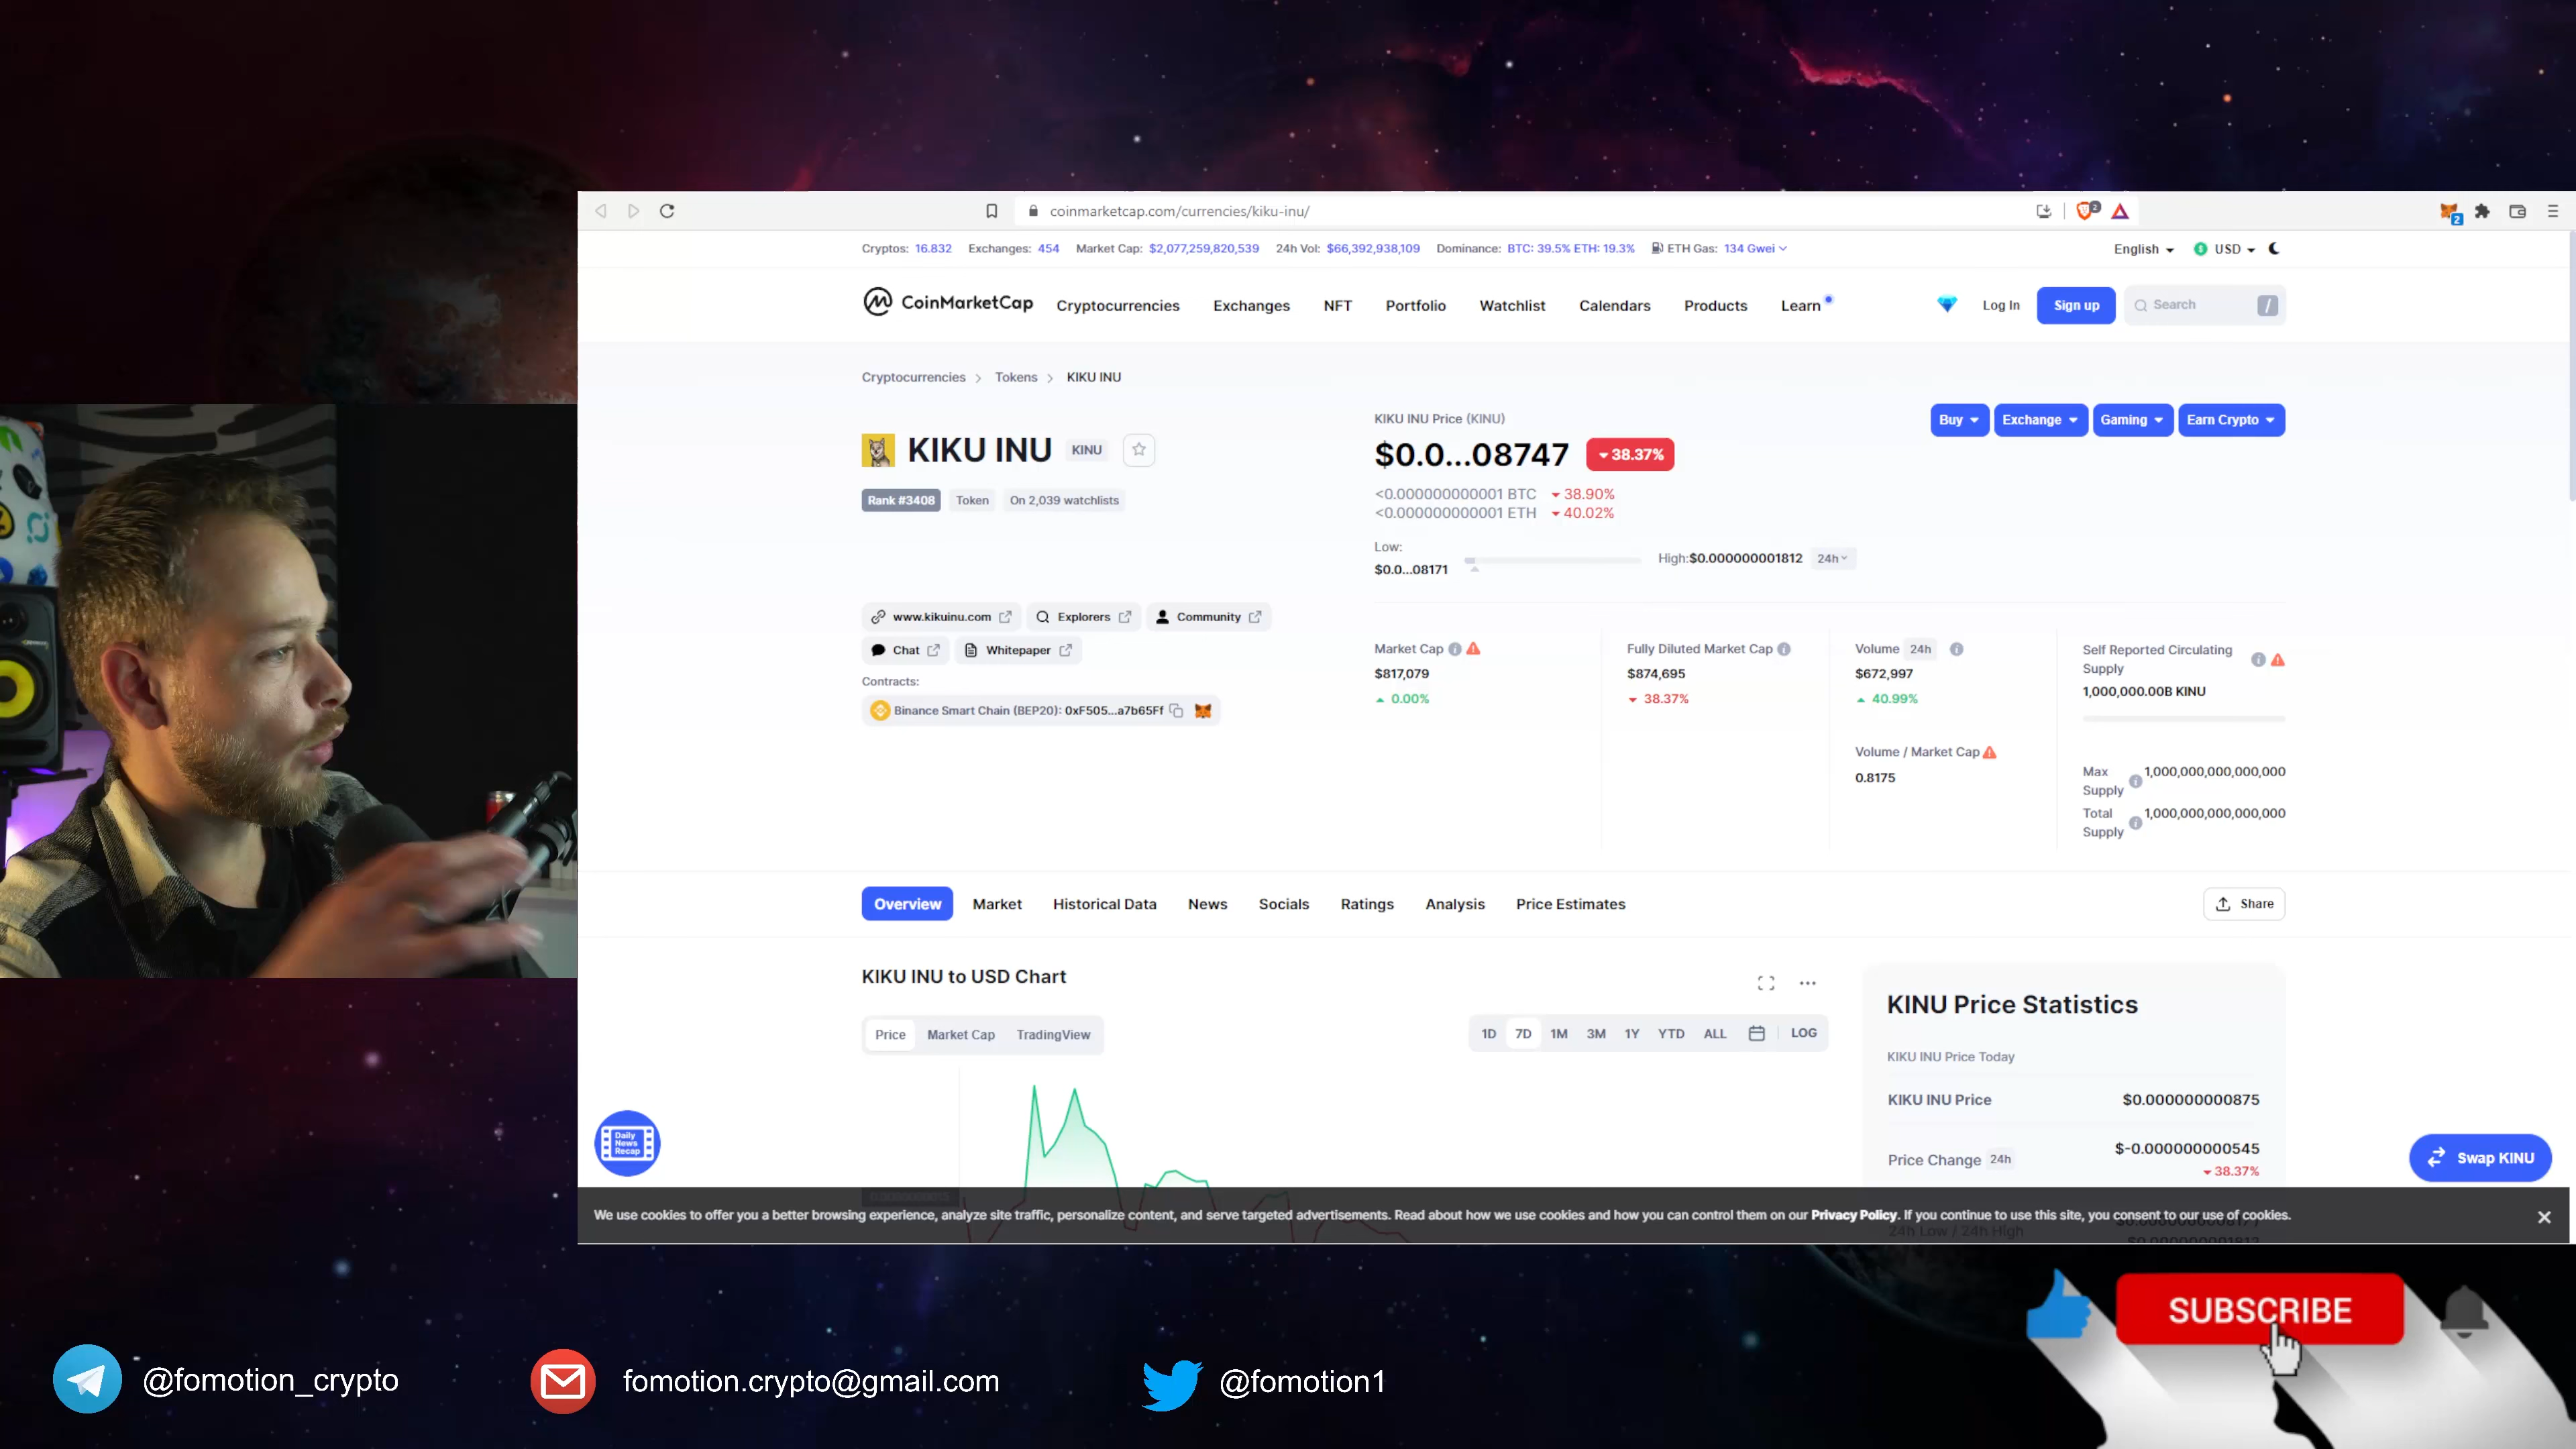 coinmarketcap.com/currencies/kiku-inu/
2
2
Cryptos: 16.832 Exchanges: 454 Market Cap: $2,077,259,820,539 24h Vol: $66,392,938,109 Dominance: BTC: 39.5% ETH: 19.3% ETH Gas: 134 Gwei
English USD
CoinMarketCap Cryptocurrencies Exchanges NFT Portfolio Watchlist Calendars Products Learn
Log In Sign up Search /
Cryptocurrencies > Tokens > KIKU INU
KIKU INU KINU
Rank #3408 Token On 2,039 watchlists
www.kikuinu.com Explorers Community
Chat Whitepaper
Contracts:
Binance Smart Chain (BEP20): 0xF505...a7b65Ff
KIKU INU Price (KINU)
$0.0...08747 38.37%
<0.000000000001 BTC 38.90%
<0.000000000001 ETH 40.02%
Low:
$0.0...08171
High:$0.000000001812 24h
Buy Exchange Gaming Earn Crypto
Market Cap
$817,079
0.00%
Fully Diluted Market Cap
$874,695
38.37%
Volume 24h
$672,997
40.99%
Volume / Market Cap
0.8175
Self Reported Circulating
Supply
1,000,000.00B KINU
Max
Supply
1,000,000,000,000,000
Total
Supply
1,000,000,000,000,000
Overview Market Historical Data News Socials Ratings Analysis Price Estimates
Share
KIKU INU to USD Chart
Price Market Cap TradingView
1D 7D 1M 3M 1Y YTD ALL LOG
KINU Price Statistics
KIKU INU Price Today
KIKU INU Price $0.000000000875
Price Change 24h
$-0.000000000545
38.37%
24h Low / 24h High
Daily
News
Recap
Swap KINU
We use cookies to offer you a better browsing experience, analyze site traffic, personalize content, and serve targeted advertisements. Read about how we use cookies and how you can control them on our Privacy Policy. If you continue to use this site, you consent to our use of cookies.
SUBSCRIBE
@fomotion_crypto
fomotion.crypto@gmail.com
@fomotion1